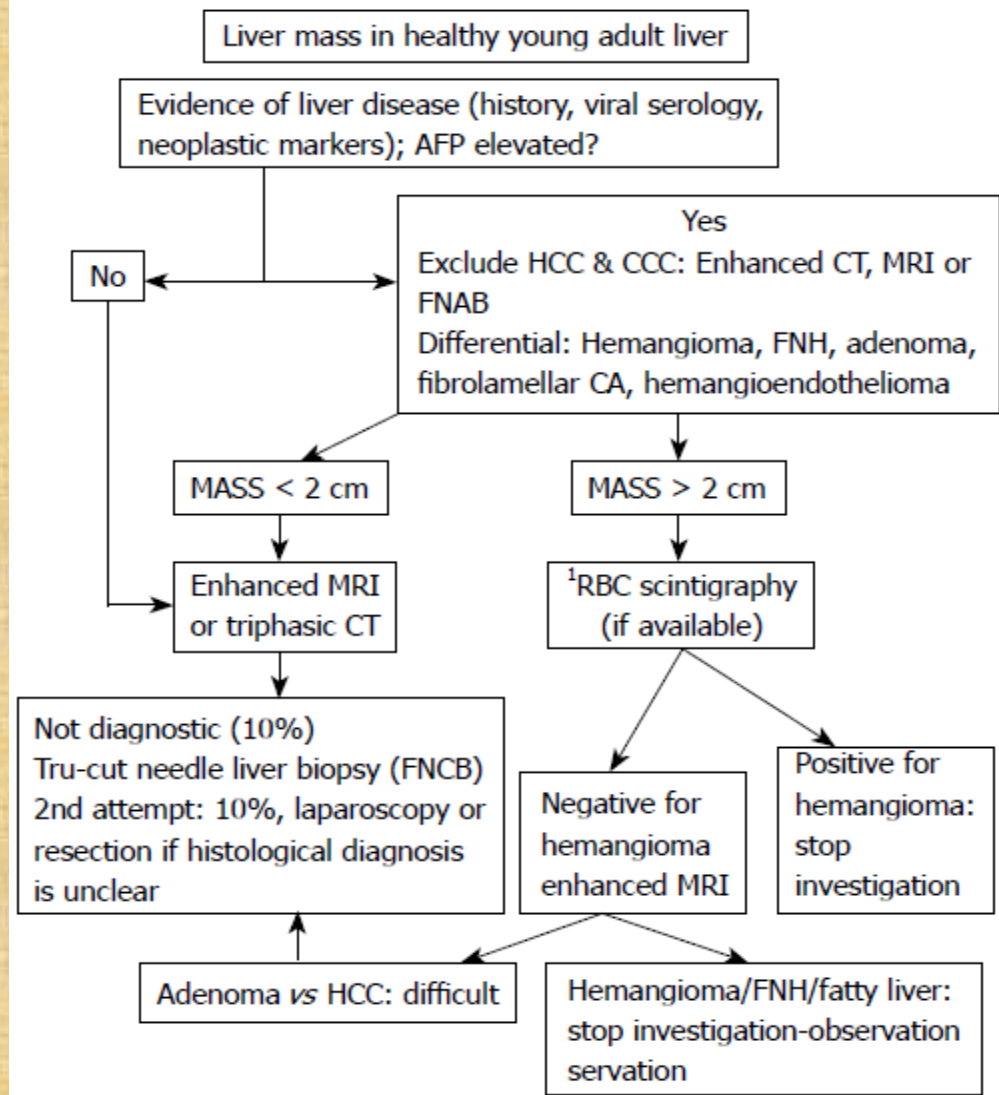 Liver mass in healthy young adult liver
Evidence of liver disease (history, viral serology,
neoplastic markers); AFP elevated?
No
Yes
Exclude HCC & CCC: Enhanced CT, MRI or
FNAB
Differential: Hemangioma, FNH, adenoma,
fibrolamellar CA, hemangioendothelioma
MASS < 2 cm
MASS > 2 cm
Enhanced MRI
or triphasic CT
¹RBC scintigraphy
(if available)
Not diagnostic (10%)
Tru-cut needle liver biopsy (FNCB)
2nd attempt: 10%, laparoscopy or
resection if histological diagnosis
is unclear
Negative for
hemangioma
enhanced MRI
Positive for
hemangioma:
stop
investigation
Adenoma vs HCC: difficult
Hemangioma/FNH/fatty liver:
stop investigation-observation
servation